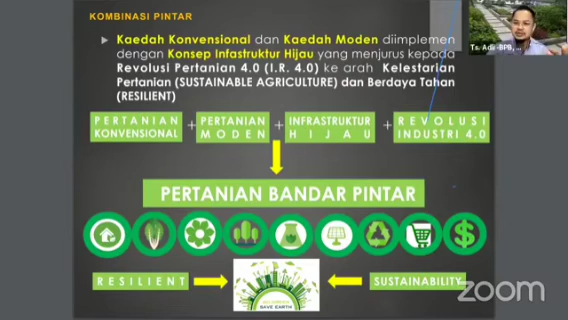 KOMBINASI PINTAR
Kaedah Konvensional dan Kaedah Moden diimplemen
dengan Konsep Infastruktur Hijau yang menjurus kepada
Revolusi Pertanian 4.0 (I.R. 4.0) ke arah Kelestarian
Pertanian (SUSTAINABLE AGRICULTURE) dan Berdaya Tahan
(RESILIENT)
PERTANIAN KONVENSIONAL + PERTANIAN MODEN + INFRASTRUKTUR HIJAU + REVOLUSI INDUSTRI 4.0
PERTANIAN BANDAR PINTAR
RESILIENT
SUSTAINABILITY
SAVE EARTH
zoom